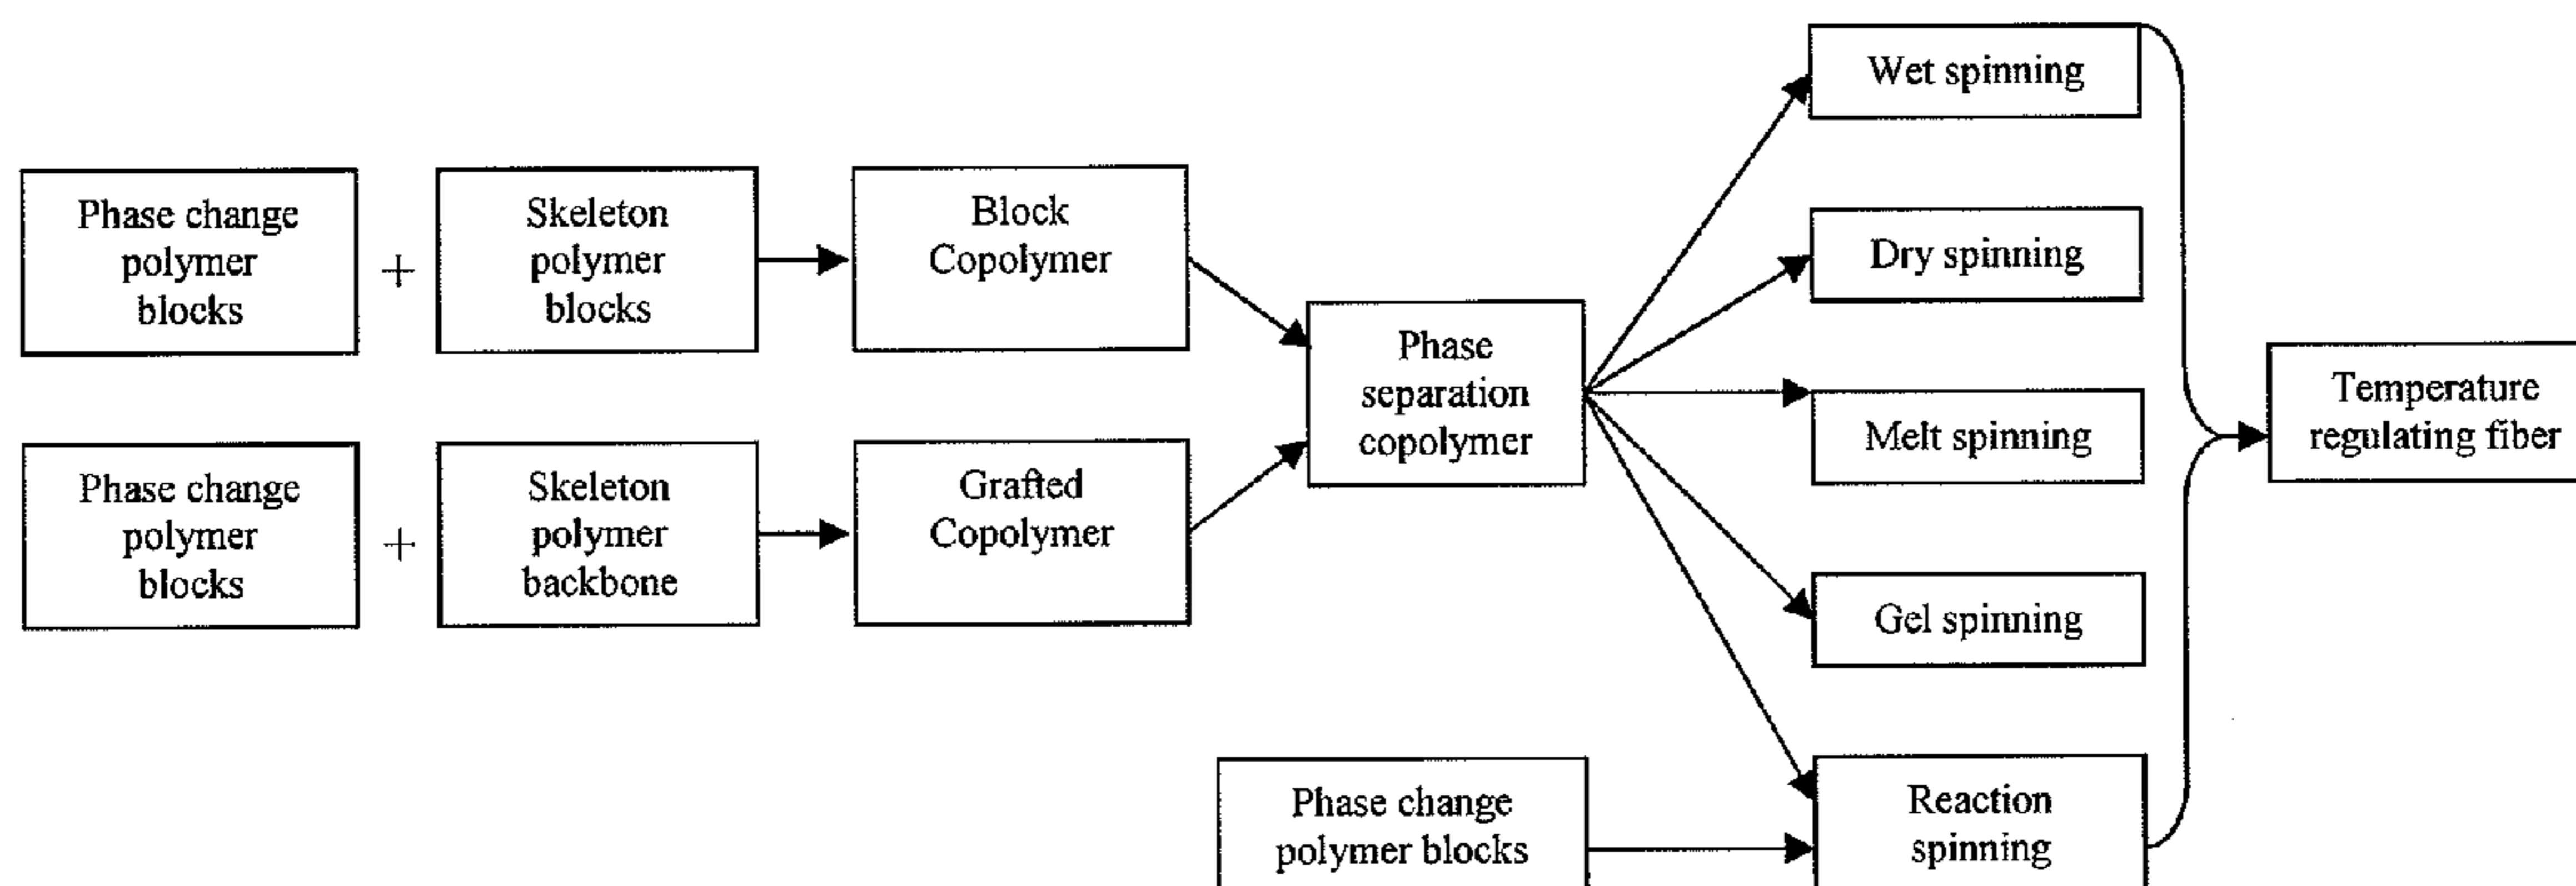 Phase change
polymer
blocks
+
Skeleton
polymer
blocks
Block
Copolymer
Phase change
polymer
blocks
+
Skeleton
polymer
backbone
Grafted
Copolymer
Phase
separation
copolymer
Wet spinning
Dry spinning
Melt spinning
Gel spinning
Phase change
polymer blocks
Reaction
spinning
Temperature
regulating fiber